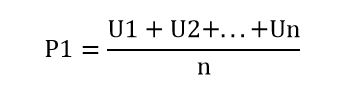 P1 = (U1 + U2+...+Un) / n